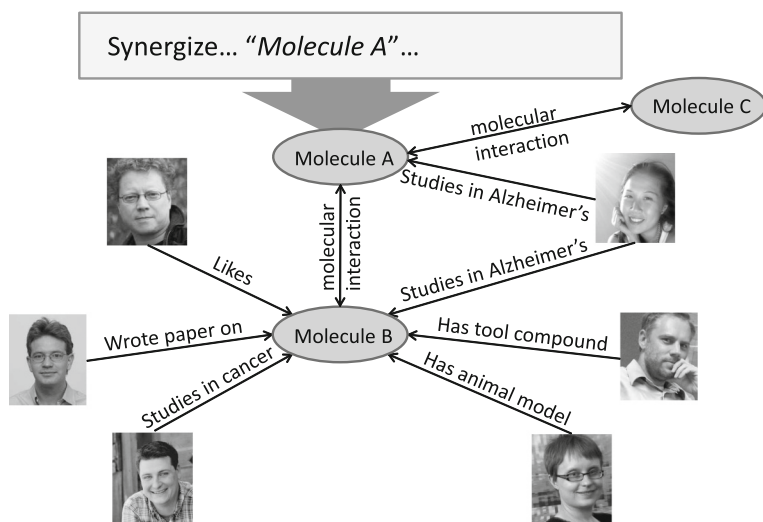 Synergize… “Molecule A”…
Molecule C
molecular
interaction
Molecule A
Studies in Alzheimer’s
molecular
interaction
Likes
Studies in Alzheimer’s
Wrote paper on
Molecule B
Has tool compound
Studies in cancer
Has animal model